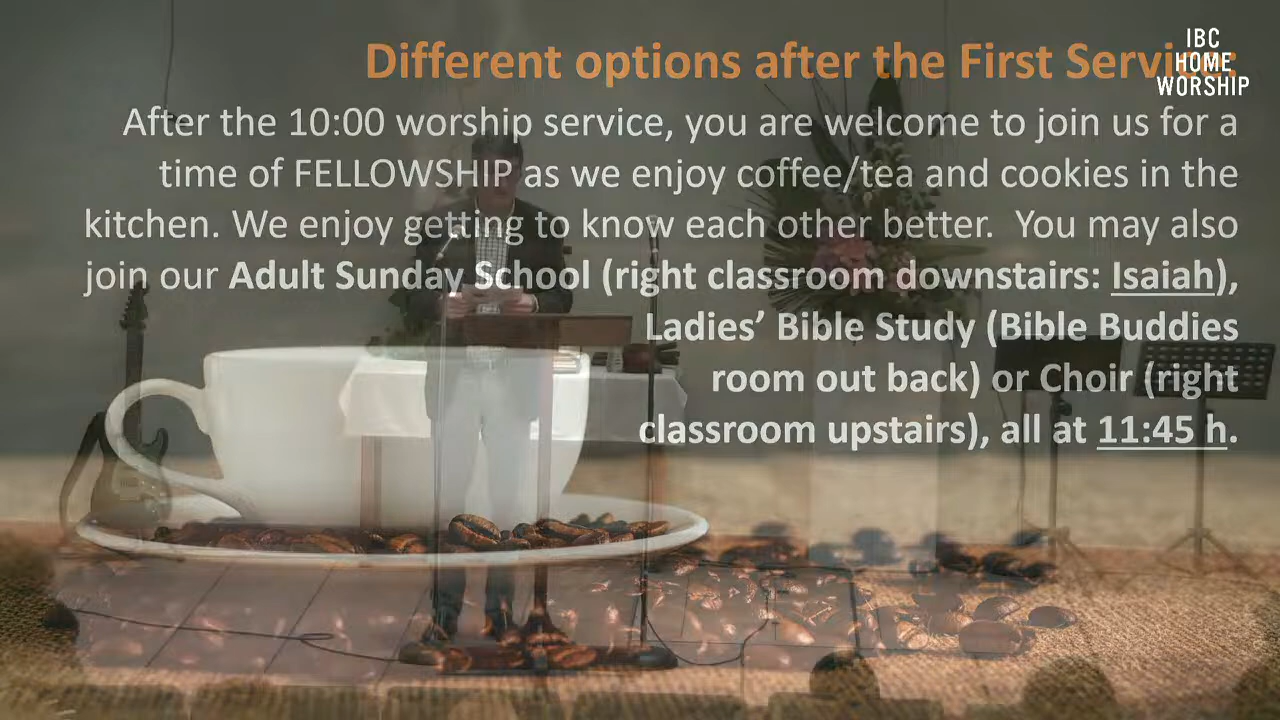 Different options after the First Service:
IBC
HOME
WORSHIP
After the 10:00 worship service, you are welcome to join us for a
time of FELLOWSHIP as we enjoy coffee/tea and cookies in the
kitchen. We enjoy getting to know each other better.  You may also
join our Adult Sunday School (right classroom downstairs: Isaiah),
Ladies’ Bible Study (Bible Buddies
room out back) or Choir (right
classroom upstairs), all at 11:45 h.